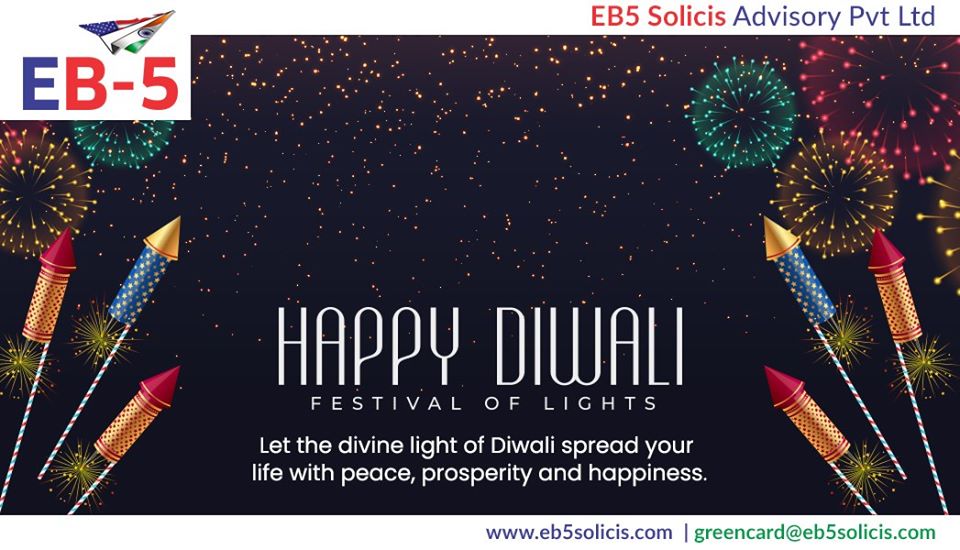 EB5 Solicis Advisory Pvt Ltd
EB-5
HAPPY DIWALI
FESTIVAL OF LIGHTS
Let the divine light of Diwali spread your
life with peace, prosperity and happiness.
www.eb5solicis.com | greencard@eb5solicis.com